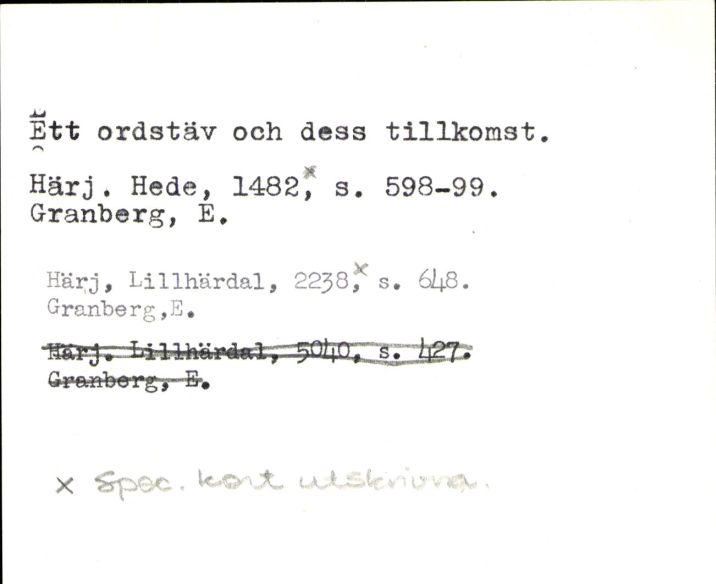 Ett ordstäv och dess tillkomst.
Härj. Hede, 1482,× s. 598-99.
Granberg, E.
Härj, Lillhärdal, 2238,× s. 648.
Granberg,E.
Härj. Lillhärdal, 5040, s. 427.
Granberg, E.
× Spec. kort utskrivna.